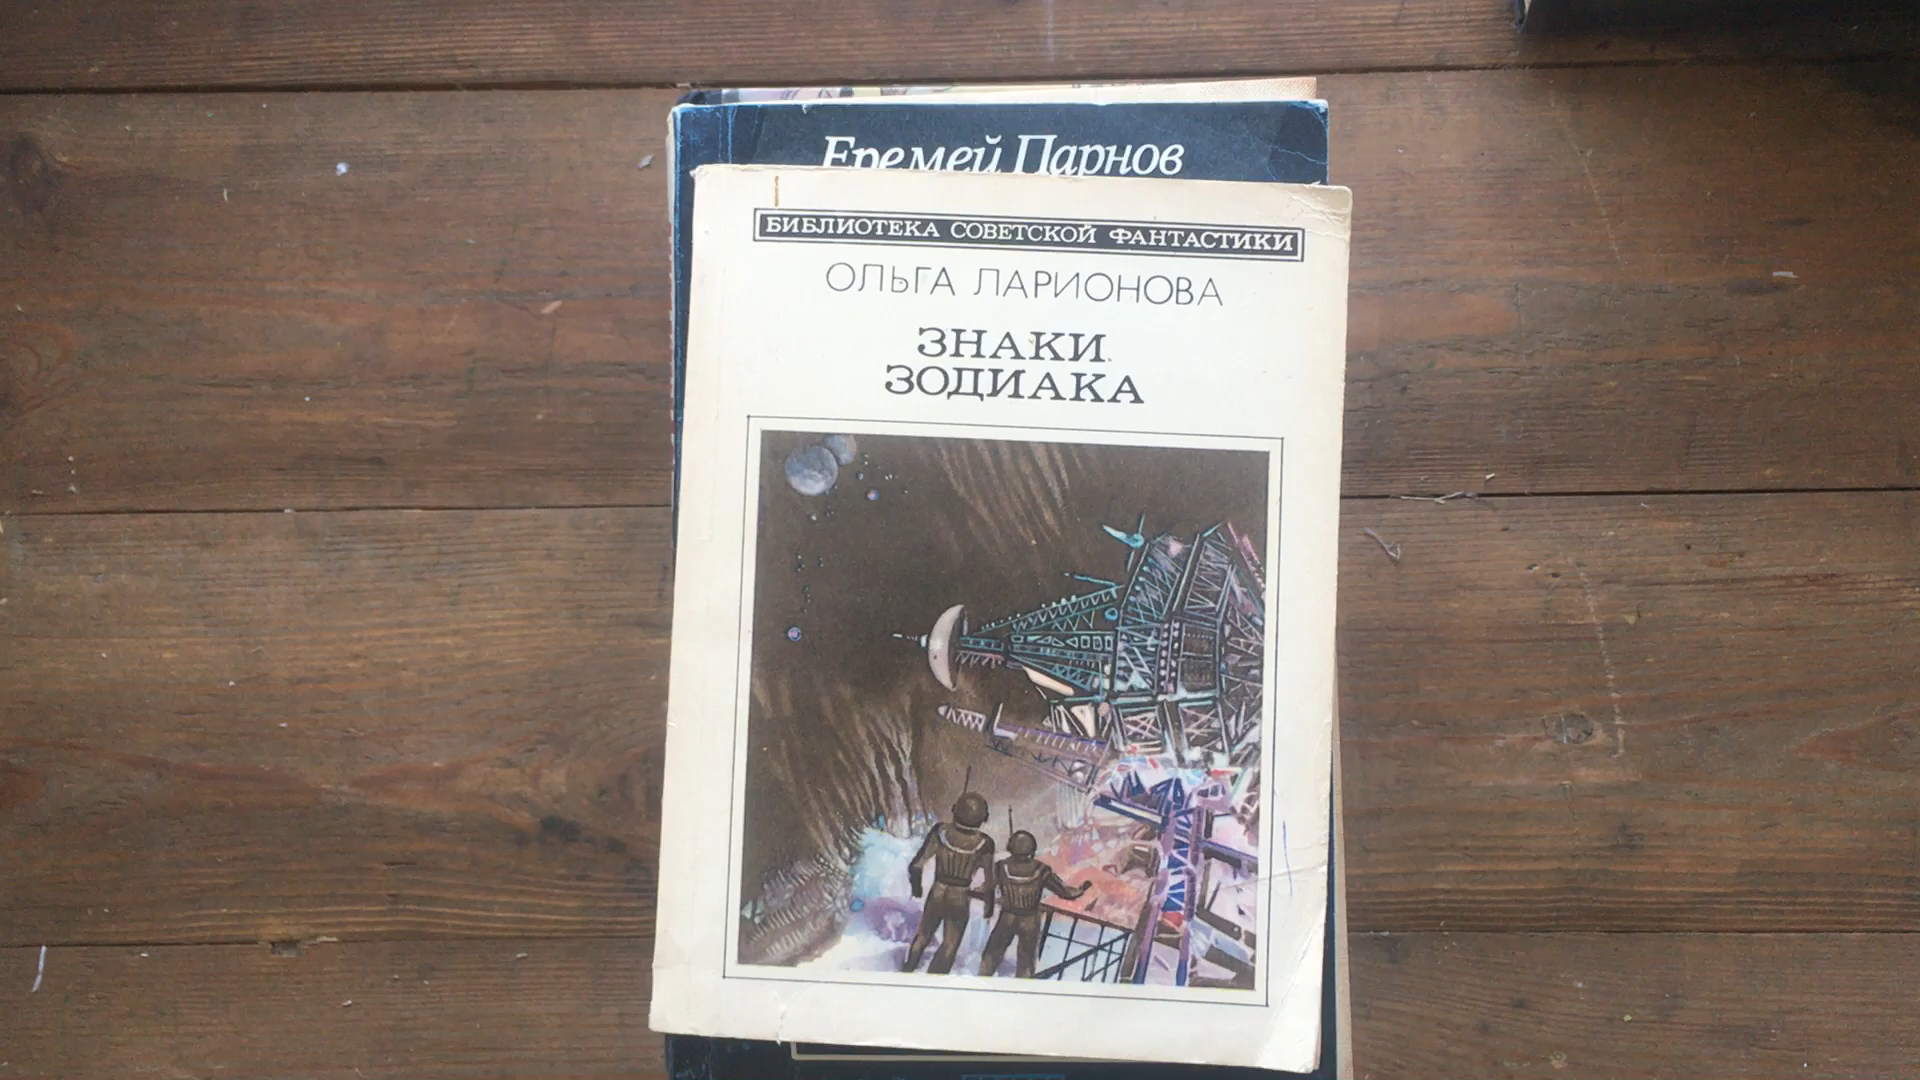 Еремей Парнов
БИБЛИОТЕКА СОВЕТСКОЙ ФАНТАСТИКИ
ОЛЬГА ЛАРИОНОВА
ЗНАКИ
ЗОДИАКА